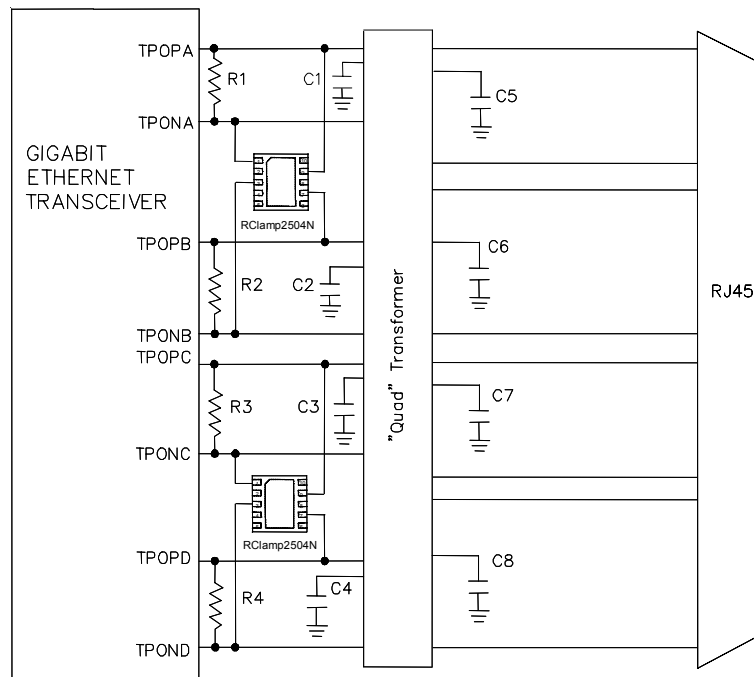 TPOPA
R1
C1
C5
TPONA
GIGABIT
ETHERNET
TRANSCEIVER
RClamp2504N
TPOPB
C6
R2
C2
RJ45
TPONB
TPOPC
"Quad" Transformer
R3
C3
C7
TPONC
RClamp2504N
TPOPD
C8
R4
C4
TPOND